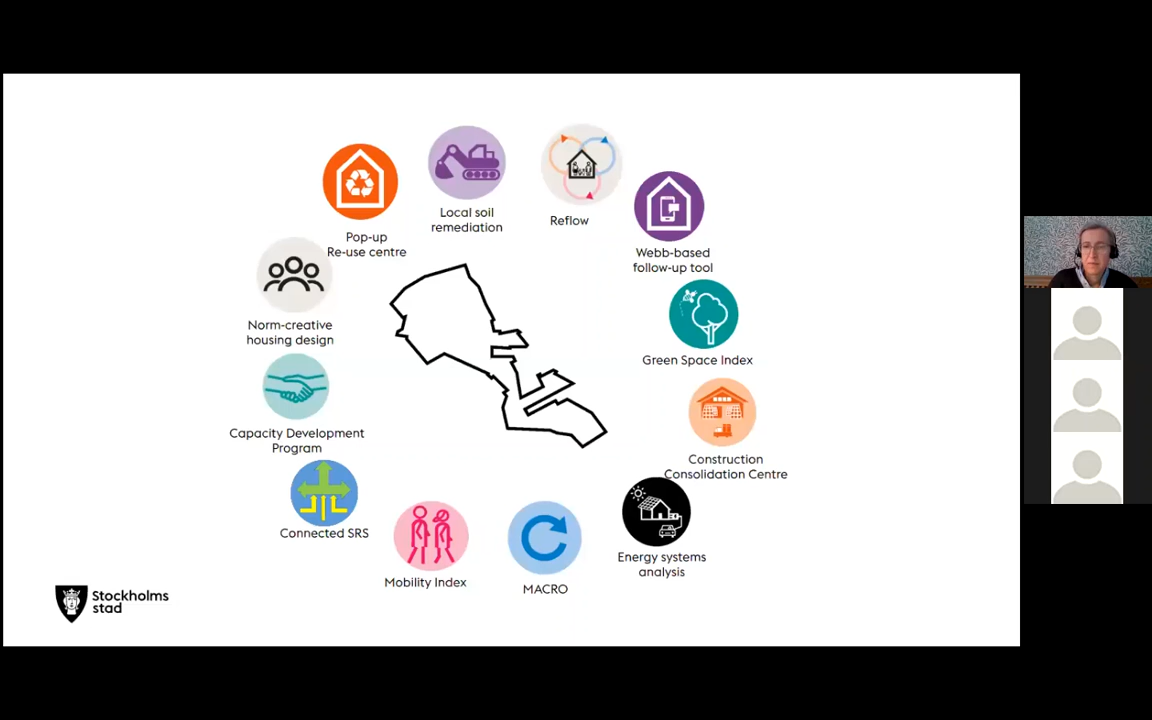 Pop-up
Re-use centre
Local soil
remediation
Reflow
Webb-based
follow-up tool
Green Space Index
Construction
Consolidation Centre
Energy systems
analysis
MACRO
Mobility Index
Connected SRS
Capacity Development
Program
Norm-creative
housing design
Stockholms
stad